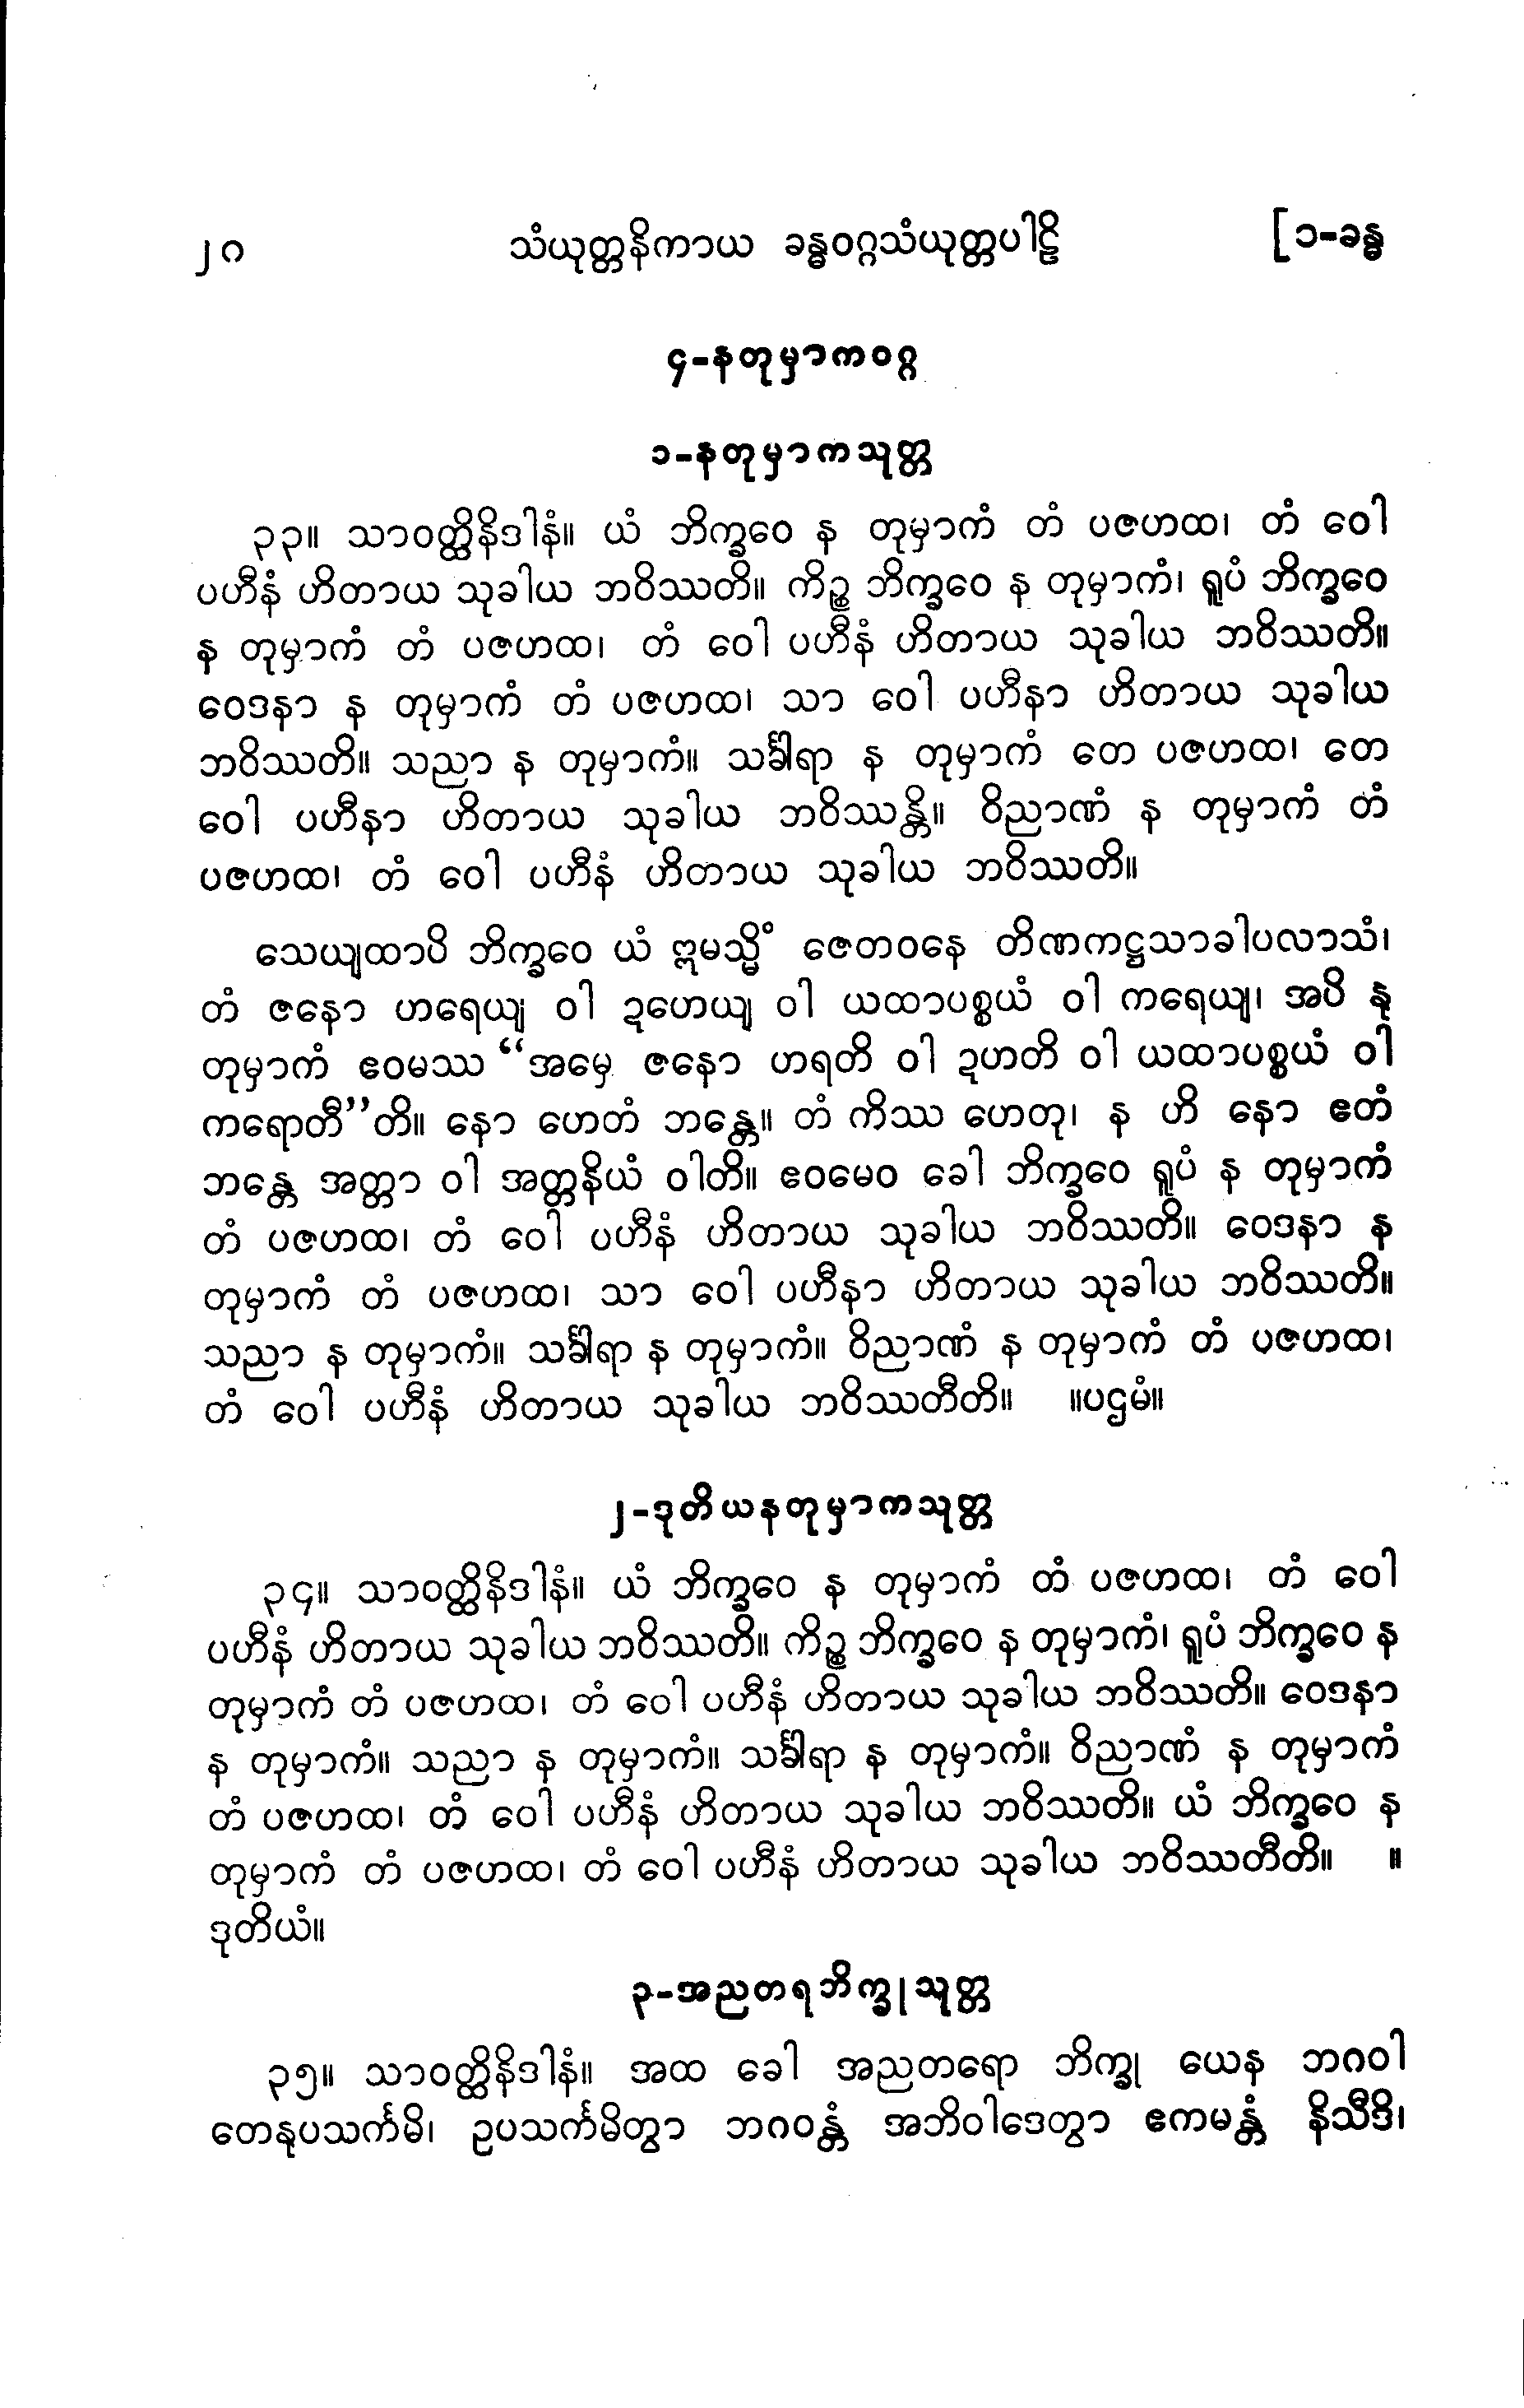 ၂၀ သံယုတ္တနိကာယ ခန္ဓဝဂ္ဂသံယုတ္တပါဠိ [၁-ခန္ဓ
၄-နတုမှာကဝဂ္ဂ
၁-နတုမှာကသုတ္တ
၃၃။ သာဝတ္ထိနိဒါနံ။ ယံ ဘိက္ခဝေ န တုမှာကံ တံ ပဇဟထ၊ တံ ဝေါ
ပဟီနံ ဟိတာယ သုခါယ ဘဝိဿတိ။ ကိဉ္စ ဘိက္ခဝေ န တုမှာကံ၊ ရူပံ ဘိက္ခဝေ
န တုမှာကံ တံ ပဇဟထ၊ တံ ဝေါ ပဟီနံ ဟိတာယ သုခါယ ဘဝိဿတိ။
ဝေဒနာ န တုမှာကံ တံ ပဇဟထ၊ သာ ဝေါ ပဟီနာ ဟိတာယ သုခါယ
ဘဝိဿတိ။ သညာ န တုမှာကံ။ သင်္ခါရာ န တုမှာကံ တေ ပဇဟထ၊ တေ
ဝေါ ပဟီနာ ဟိတာယ သုခါယ ဘဝိဿန္တိ။ ဝိညာဏံ န တုမှာကံ တံ
ပဇဟထ၊ တံ ဝေါ ပဟီနံ ဟိတာယ သုခါယ ဘဝိဿတိ။
သေယျထာပိ ဘိက္ခဝေ ယံ ဣမသ္မိံ ဇေတဝနေ တိဏကဋ္ဌသာခါပလာသံ၊
တံ ဇနော ဟရေယျ ဝါ ဍဟေယျ ဝါ ယထာပစ္စယံ ဝါ ကရေယျ၊ အပိ နု
တုမှာကံ ဧဝမဿ “အမှေ ဇနော ဟရတိ ဝါ ဍဟတိ ဝါ ယထာပစ္စယံ ဝါ
ကရောတီ”တိ။ နော ဟေတံ ဘန္တေ။ တံ ကိဿ ဟေတု၊ န ဟိ နော ဧတံ
ဘန္တေ အတ္တာ ဝါ အတ္တနိယံ ဝါတိ။ ဧဝမေဝ ခေါ ဘိက္ခဝေ ရူပံ န တုမှာကံ
တံ ပဇဟထ၊ တံ ဝေါ ပဟီနံ ဟိတာယ သုခါယ ဘဝိဿတိ။ ဝေဒနာ န
တုမှာကံ တံ ပဇဟထ၊ သာ ဝေါ ပဟီနာ ဟိတာယ သုခါယ ဘဝိဿတိ။
သညာ န တုမှာကံ။ သင်္ခါရာ န တုမှာကံ။ ဝိညာဏံ န တုမှာကံ တံ ပဇဟထ၊
တံ ဝေါ ပဟီနံ ဟိတာယ သုခါယ ဘဝိဿတီတိ။ ။ပဌမံ။
၂-ဒုတိယနတုမှာကသုတ္တ
၃၄။ သာဝတ္ထိနိဒါနံ။ ယံ ဘိက္ခဝေ န တုမှာကံ တံ ပဇဟထ၊ တံ ဝေါ
ပဟီနံ ဟိတာယ သုခါယ ဘဝိဿတိ။ ကိဉ္စ ဘိက္ခဝေ န တုမှာကံ၊ ရူပံ ဘိက္ခဝေ န
တုမှာကံ တံ ပဇဟထ၊ တံ ဝေါ ပဟီနံ ဟိတာယ သုခါယ ဘဝိဿတိ။ ဝေဒနာ
န တုမှာကံ။ သညာ န တုမှာကံ။ သင်္ခါရာ န တုမှာကံ။ ဝိညာဏံ န တုမှာကံ
တံ ပဇဟထ၊ တံ ဝေါ ပဟီနံ ဟိတာယ သုခါယ ဘဝိဿတိ။ ယံ ဘိက္ခဝေ န
တုမှာကံ တံ ပဇဟထ၊ တံ ဝေါ ပဟီနံ ဟိတာယ သုခါယ ဘဝိဿတီတိ။ ။
ဒုတိယံ။
၃-အညတရဘိက္ခုသုတ္တ
၃၅။ သာဝတ္ထိနိဒါနံ။ အထ ခေါ အညတရော ဘိက္ခု ယေန ဘဂဝါ
တေနုပသင်္ကမိ၊ ဥပသင်္ကမိတွာ ဘဂဝန္တံ အဘိဝါဒေတွာ ဧကမန္တံ နိသီဒိ၊